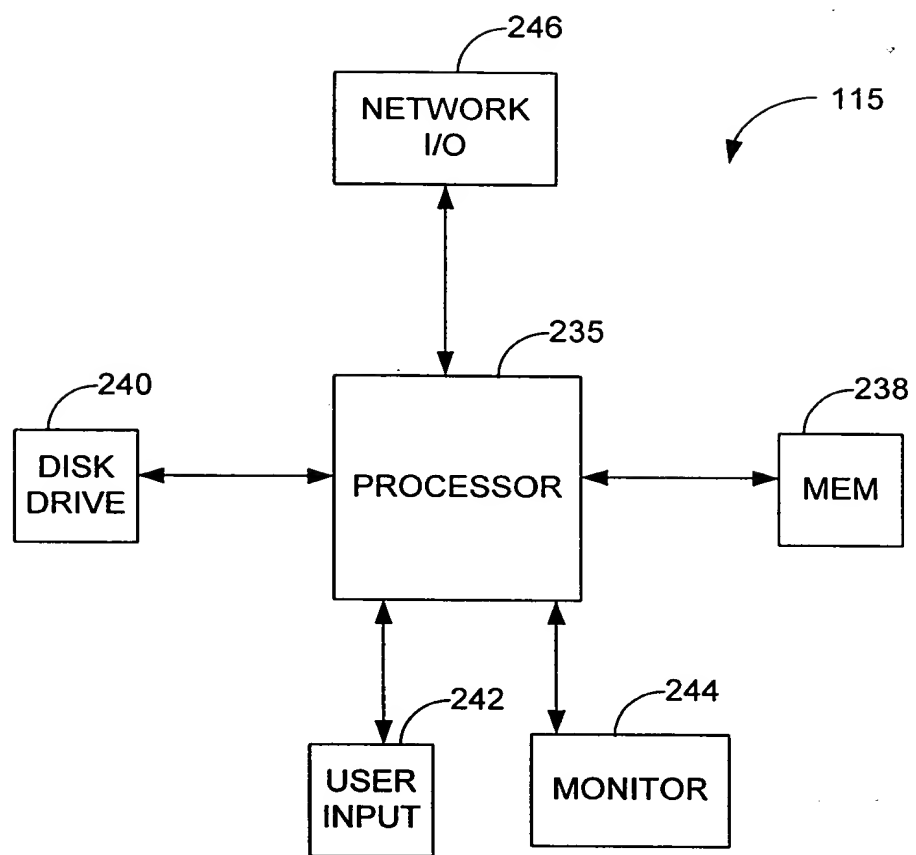 246
NETWORK
I/O
115
235
240
238
DISK
DRIVE
PROCESSOR
MEM
242
244
USER
INPUT
MONITOR